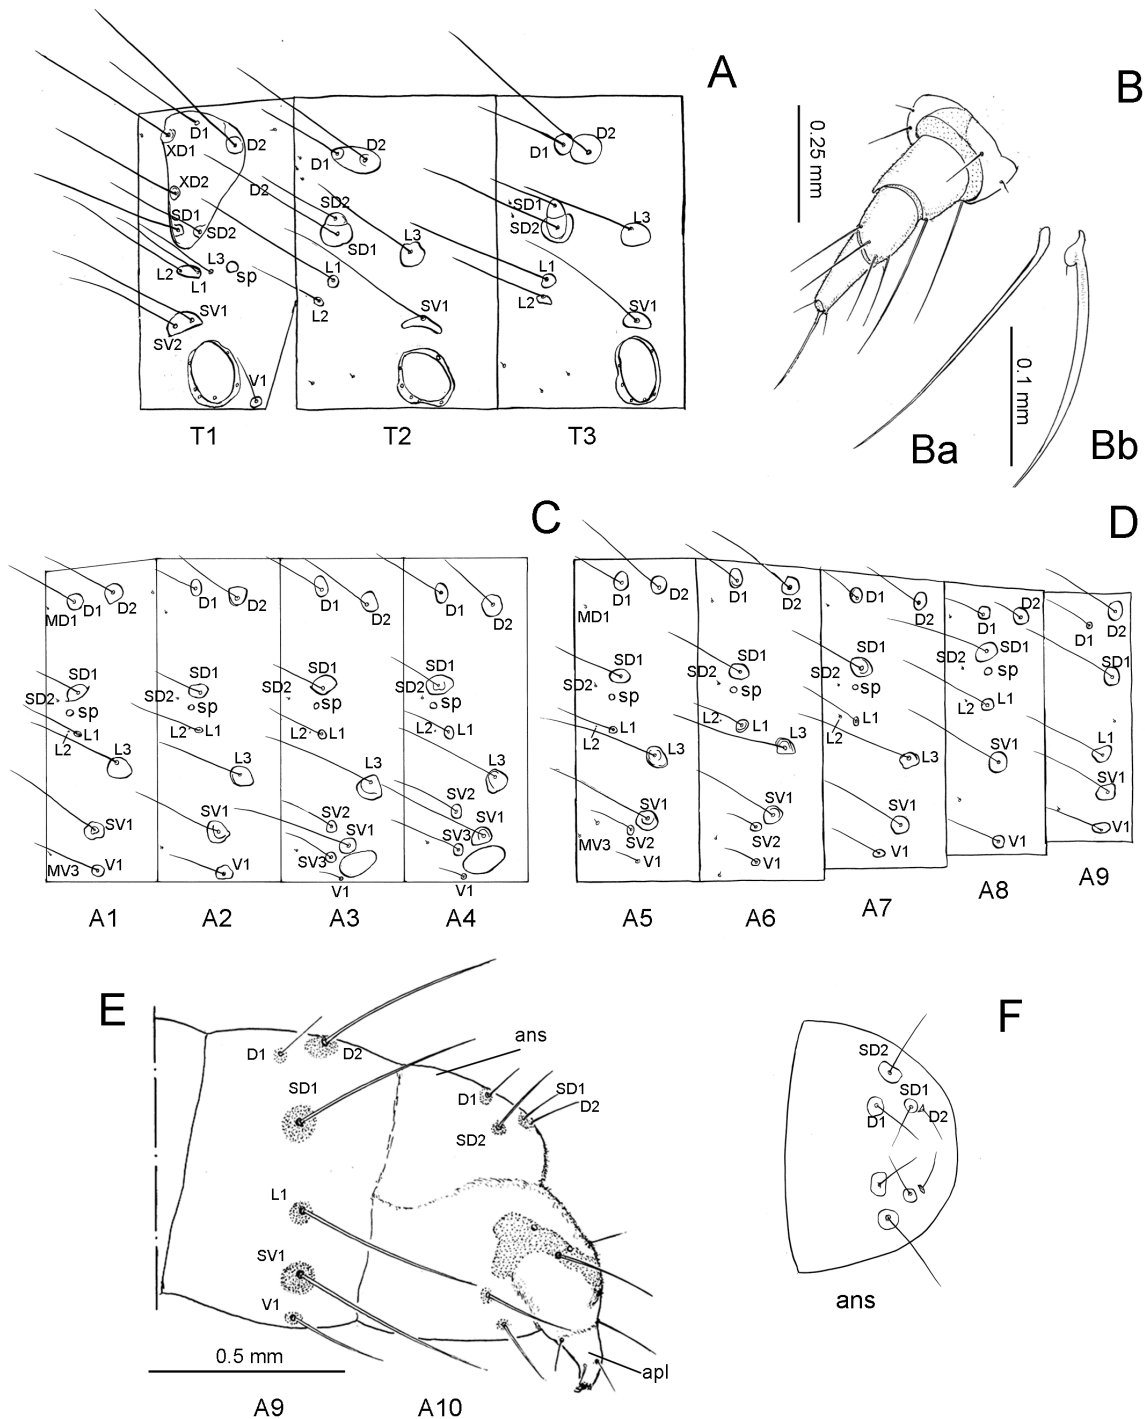 A
D1
D2
XD1
XD2
SD1
SD2
L3
L2
L1
sp
SV1
SV2
V1
T1
D1
D2
D2
SD2
SD1
L3
L1
L2
SV1
T2
D1
D2
SD1
SD2
L3
L1
L2
SV1
T3
B
0.25 mm
Ba
0.1 mm
Bb
C
MD1
D1
D2
SD1
SD2
sp
L1
L2
L3
SV1
MV3
V1
A1
D1
D2
SD1
SD2
sp
L2
L1
L3
SV1
V1
A2
D1
D2
SD1
SD2
sp
L2
L1
L3
SV2
SV1
SV3
V1
A3
D1
D2
SD1
SD2
sp
L2
L1
L3
SV2
SV1
SV3
V1
A4
D
D1
D2
MD1
SD1
SD2
sp
L1
L2
L3
SV1
MV3
SV2
V1
A5
D1
D2
SD1
SD2
sp
L2
L1
L3
SV1
SV2
V1
A6
D1
D2
SD1
SD2
sp
L1
L2
L3
SV1
V1
A7
D2
D1
SD1
SD2
sp
L2
L1
SV1
V1
A8
D1
D2
SD1
L1
SV1
V1
A9
E
ans
D1
D2
SD1
D1
SD1
D2
SD2
L1
SV1
V1
0.5 mm
apl
A9
A10
F
SD2
SD1
D1
D2
ans